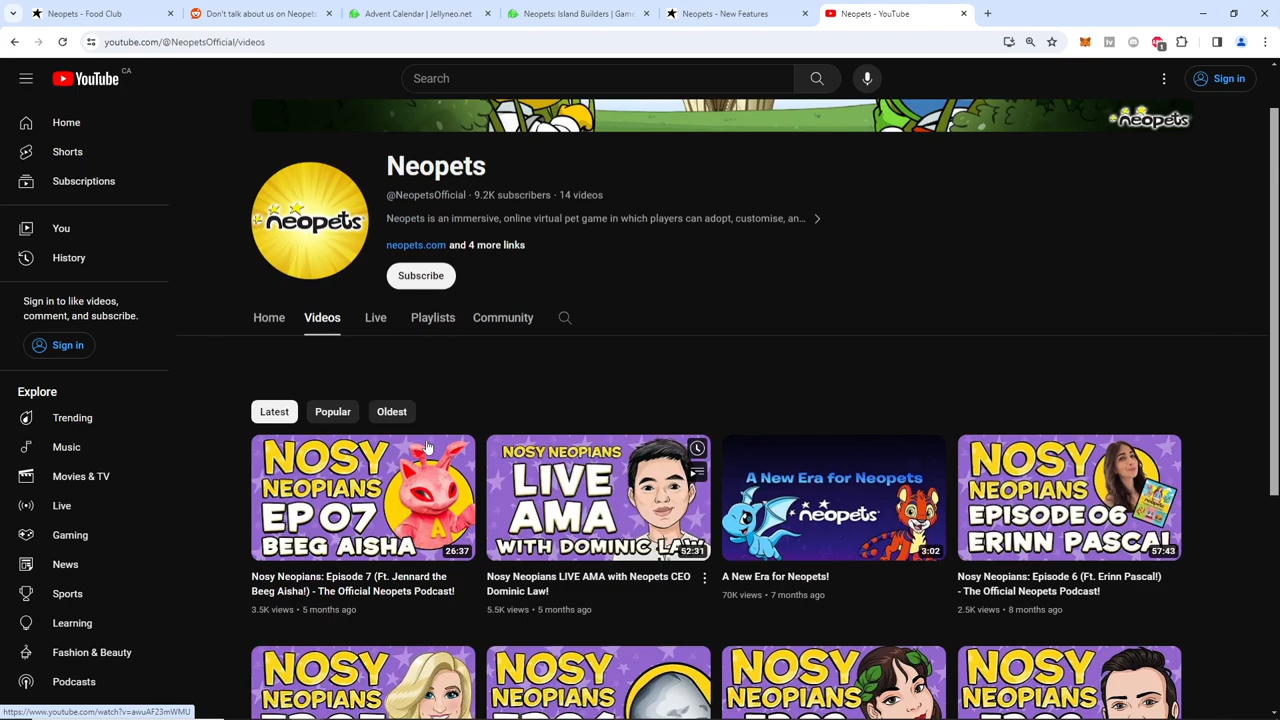 Neopets - Food Club
Don't talk about us on Neopets
Advent Calendar | Jellyneo.net
Neopets: Island Builders | Gam
Neopets - New Features
Neopets - YouTube
youtube.com/@NeopetsOfficial/videos
1
YouTube CA
Search
Sign in
neopets
Home
Shorts
Subscriptions
You
History
Sign in to like videos,
comment, and subscribe.
Sign in
Explore
Trending
Music
Movies & TV
Live
Gaming
News
Sports
Learning
Fashion & Beauty
Podcasts
neopets
Neopets
@NeopetsOfficial · 9.2K subscribers · 14 videos
Neopets is an immersive, online virtual pet game in which players can adopt, customise, an...
neopets.com and 4 more links
Subscribe
Home Videos Live Playlists Community
Latest Popular Oldest
NOSY
NEOPIANS
EP 07
BEEG AISHA
26:37
Nosy Neopians: Episode 7 (Ft. Jennard the
Beeg Aisha!) - The Official Neopets Podcast!
3.5K views • 5 months ago
NOSY NEOPIANS
LIVE
AMA
WITH DOMINIC LAW
52:31
Nosy Neopians LIVE AMA with Neopets CEO
Dominic Law!
5.5K views • 5 months ago
A New Era for Neopets
neopets
3:02
A New Era for Neopets!
70K views • 7 months ago
NOSY
NEOPIANS
EPISODE 06
ERINN PASCAL
57:43
Nosy Neopians: Episode 6 (Ft. Erinn Pascal!)
- The Official Neopets Podcast!
2.5K views • 8 months ago
NOSY
NEOPIANS
NOSY
NEOPIANS
NOSY
NEOPIANS
NOSY
NEOPIANS
https://www.youtube.com/watch?v=awuAF23mWMU